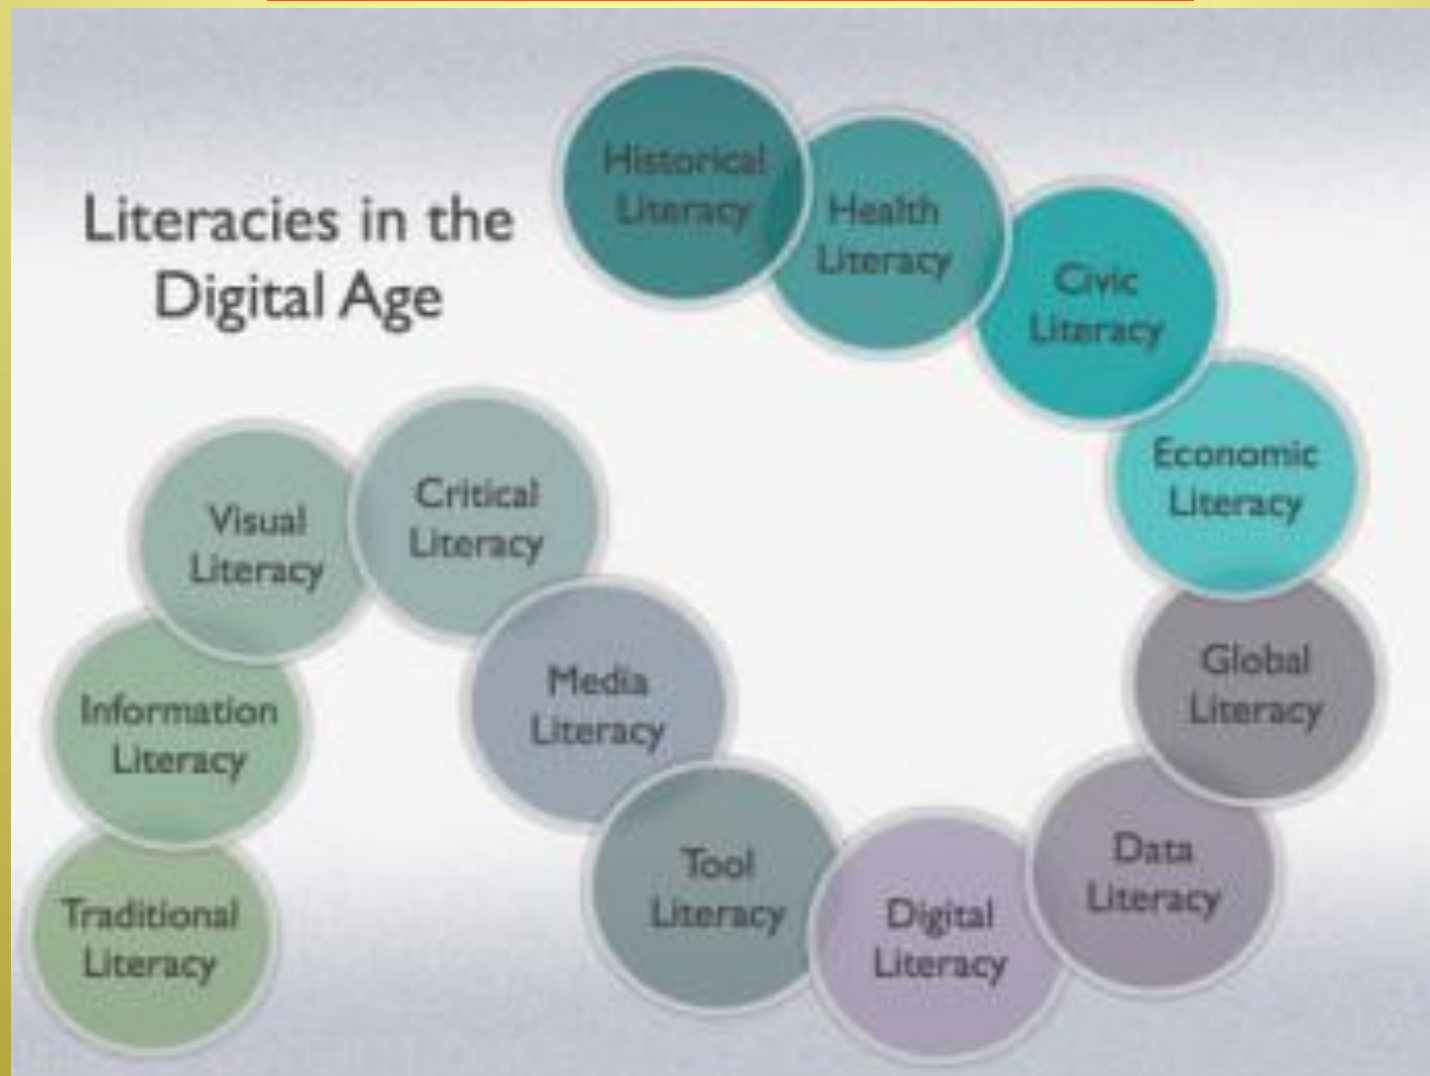 Literacies in the
Digital Age
Historical
Literacy
Health
Literacy
Civic
Literacy
Economic
Literacy
Global
Literacy
Data
Literacy
Digital
Literacy
Tool
Literacy
Media
Literacy
Critical
Literacy
Visual
Literacy
Information
Literacy
Traditional
Literacy